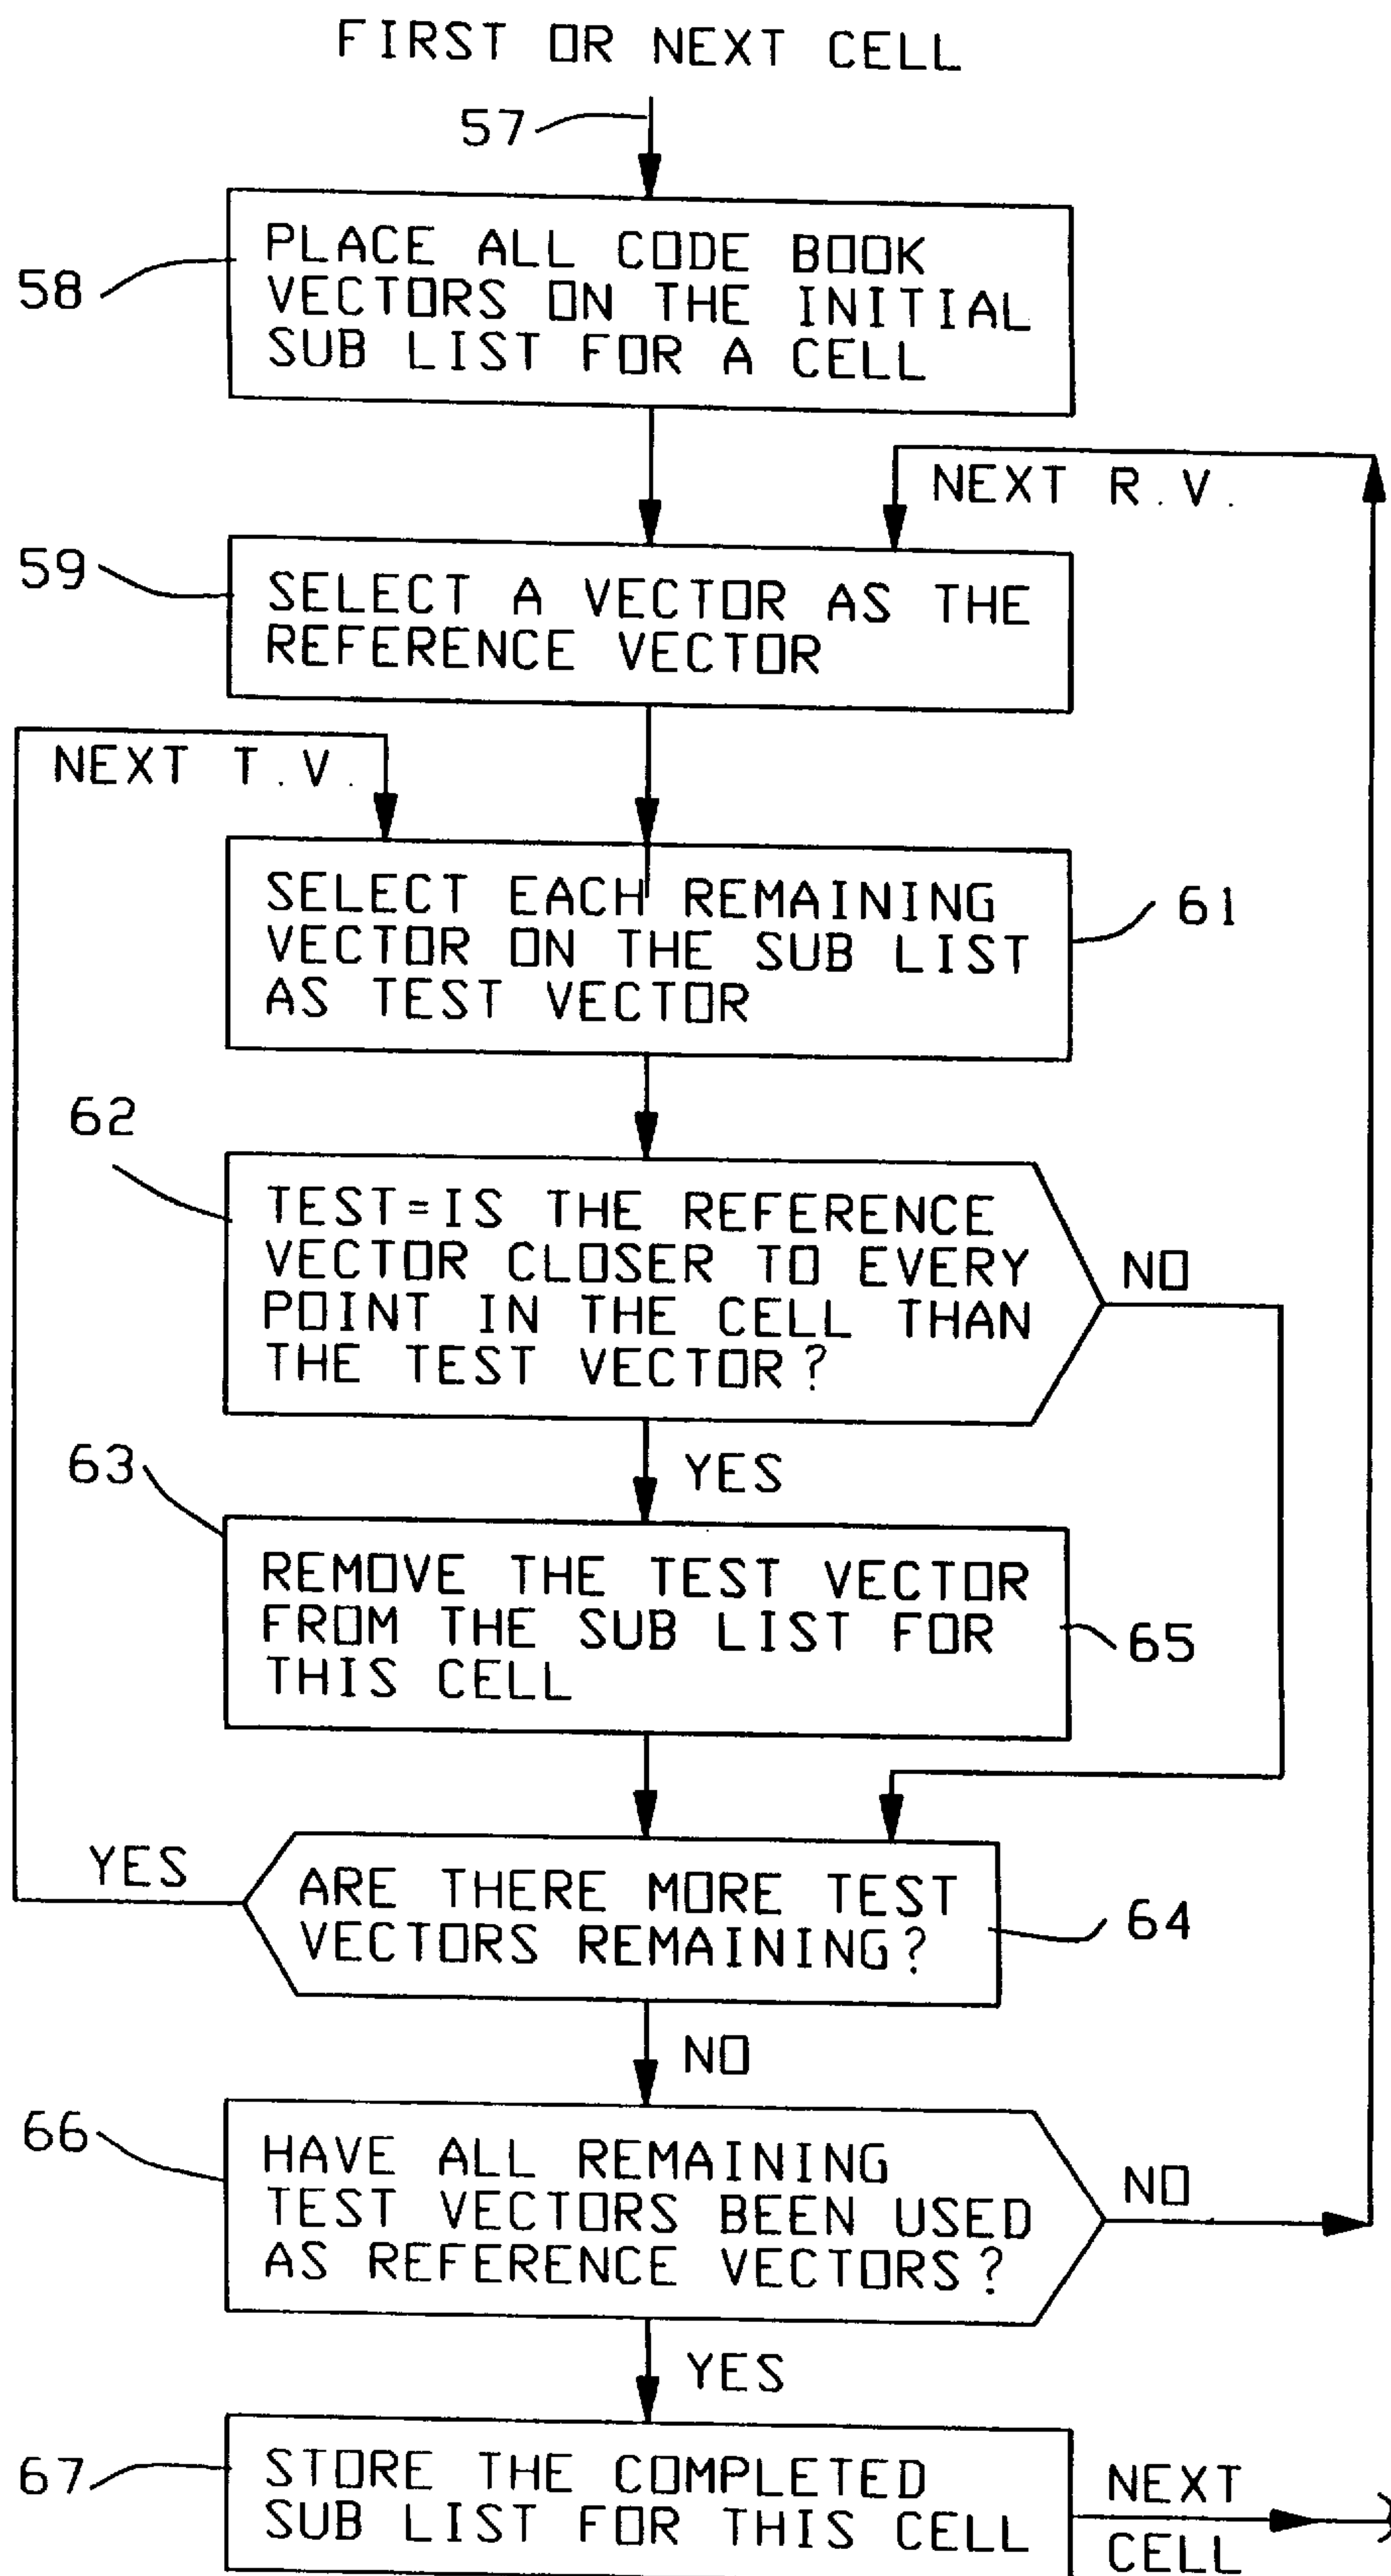 FIRST OR NEXT CELL
57
58
PLACE ALL CODE BOOK
VECTORS ON THE INITIAL
SUB LIST FOR A CELL
NEXT R.V.
59
SELECT A VECTOR AS THE
REFERENCE VECTOR
NEXT T.V.
SELECT EACH REMAINING
VECTOR ON THE SUB LIST
AS TEST VECTOR
61
62
TEST=IS THE REFERENCE
VECTOR CLOSER TO EVERY
POINT IN THE CELL THAN
THE TEST VECTOR?
NO
YES
63
REMOVE THE TEST VECTOR
FROM THE SUB LIST FOR
THIS CELL
65
YES
ARE THERE MORE TEST
VECTORS REMAINING?
64
NO
66
HAVE ALL REMAINING
TEST VECTORS BEEN USED
AS REFERENCE VECTORS?
NO
YES
67
STORE THE COMPLETED
SUB LIST FOR THIS CELL
NEXT
CELL